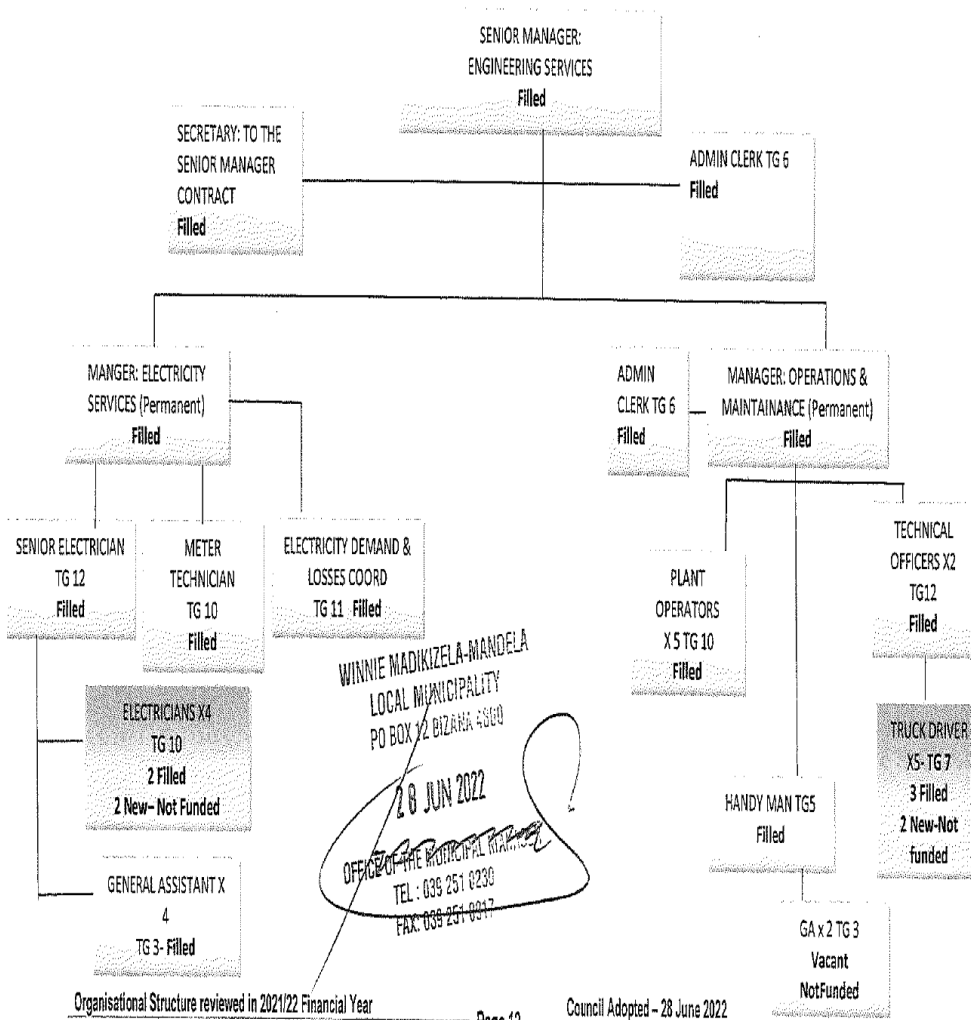 SENIOR MANAGER:
ENGINEERING SERVICES
Filled
SECRETARY: TO THE
SENIOR MANAGER
CONTRACT
Filled
ADMIN CLERK TG 6
Filled
MANGER: ELECTRICITY
SERVICES (Permanent)
Filled
ADMIN
CLERK TG 6
Filled
MANAGER: OPERATIONS &
MAINTAINANCE (Permanent)
Filled
SENIOR ELECTRICIAN
TG 12
Filled
METER
TECHNICIAN
TG 10
Filled
ELECTRICITY DEMAND &
LOSSES COORD
TG 11 Filled
PLANT
OPERATORS
X 5 TG 10
Filled
TECHNICAL
OFFICERS X2
TG12
Filled
ELECTRICIANS X4
TG 10
2 Filled
2 New– Not Funded
TRUCK DRIVER
X5- TG 7
3 Filled
2 New-Not
funded
HANDY MAN TG5
Filled
GENERAL ASSISTANT X
4
TG 3- Filled
GA x 2 TG 3
Vacant
NotFunded
WINNIE MADIKIZELA-MANDELA
LOCAL MUNICIPALITY
PO BOX 12 BIZANA 4800
28 JUN 2022
OFFICE OF THE MUNICIPAL
TEL : 039 251 0230
FAX: 039 251 0917
Organisational Structure reviewed in 2021/22 Financial Year
Page 12
Council Adopted – 28 June 2022